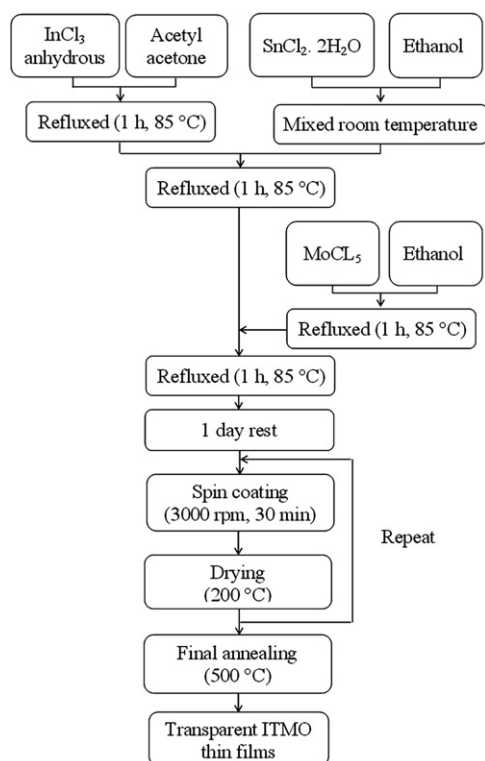 InCl₃
anhydrous
Acetyl
acetone
SnCl₂. 2H₂O
Ethanol
Refluxed (1 h, 85 °C)
Mixed room temperature
Refluxed (1 h, 85 °C)
MoCL₅
Ethanol
Refluxed (1 h, 85 °C)
Refluxed (1 h, 85 °C)
1 day rest
Spin coating
(3000 rpm, 30 min)
Repeat
Drying
(200 °C)
Final annealing
(500 °C)
Transparent ITMO
thin films